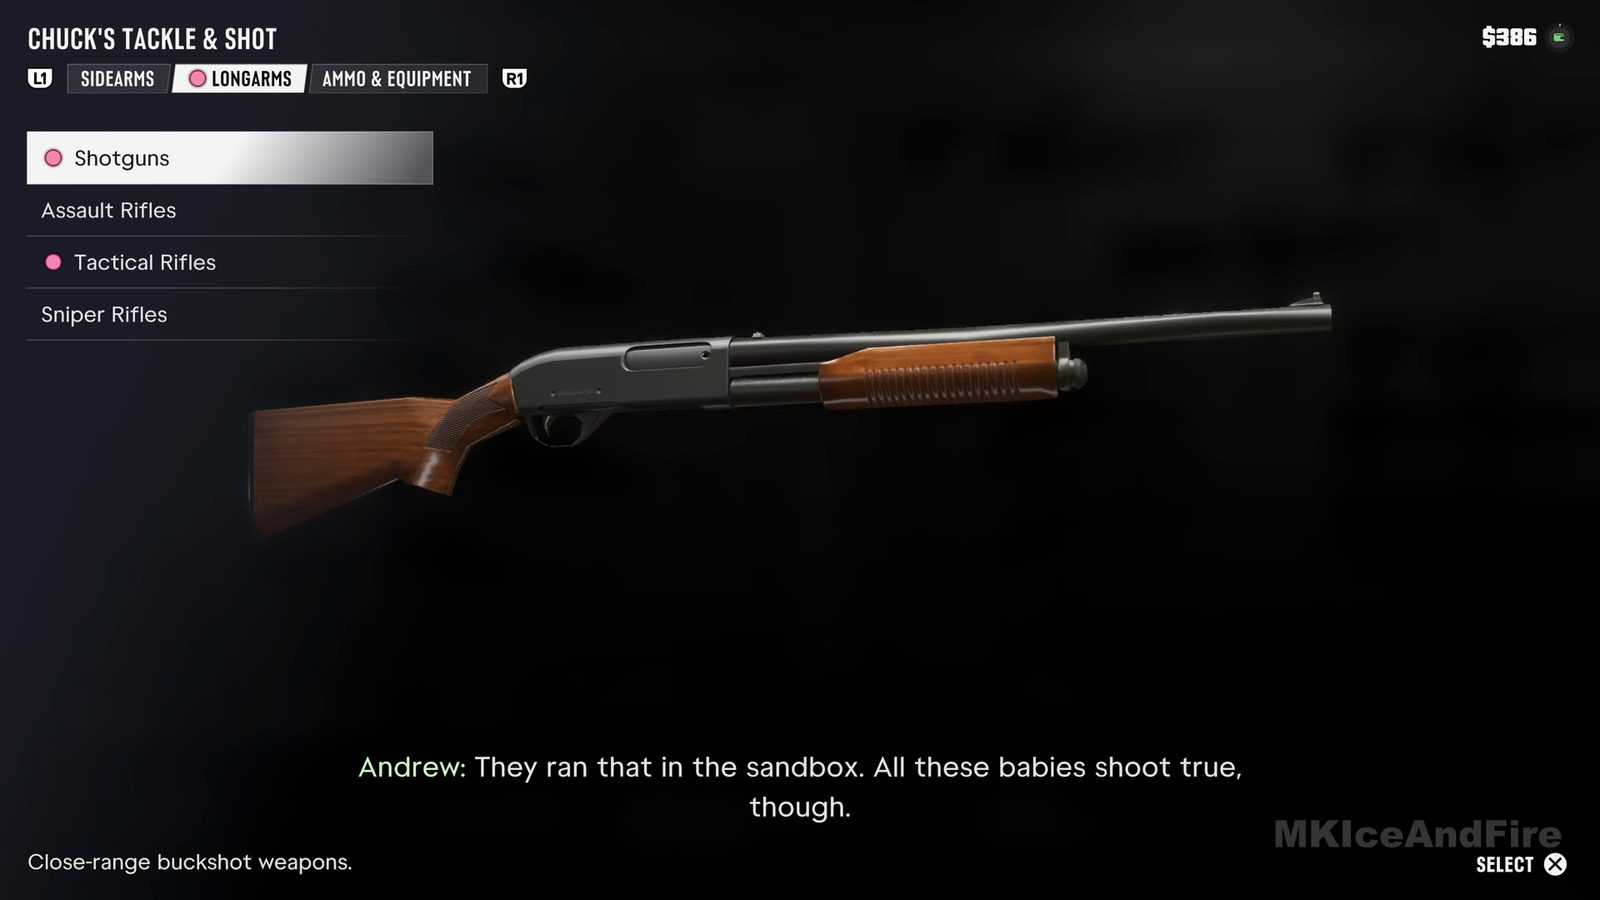 CHUCK'S TACKLE & SHOT
$386
L1 SIDEARMS LONGARMS AMMO & EQUIPMENT R1
Shotguns
Assault Rifles
Tactical Rifles
Sniper Rifles
Andrew: They ran that in the sandbox. All these babies shoot true,
though.
MKIceAndFire
Close-range buckshot weapons.
SELECT